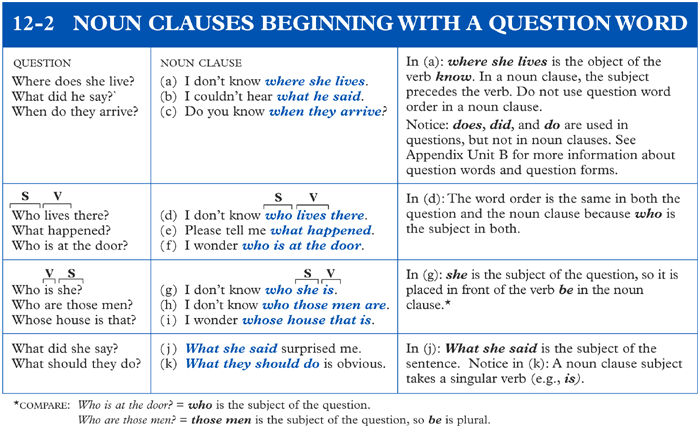 12-2 NOUN CLAUSES BEGINNING WITH A QUESTION WORD
QUESTION
Where does she live?
What did he say?
When do they arrive?
NOUN CLAUSE
(a) I don't know where she lives.
(b) I couldn't hear what he said.
(c) Do you know when they arrive?
In (a): where she lives is the object of the
verb know. In a noun clause, the subject
precedes the verb. Do not use question word
order in a noun clause.
Notice: does, did, and do are used in
questions, but not in noun clauses. See
Appendix Unit B for more information about
question words and question forms.
S V
Who lives there?
What happened?
Who is at the door?
S V
(d) I don't know who lives there.
(e) Please tell me what happened.
(f) I wonder who is at the door.
In (d): The word order is the same in both the
question and the noun clause because who is
the subject in both.
V S
Who is she?
Who are those men?
Whose house is that?
S V
(g) I don't know who she is.
(h) I don't know who those men are.
(i) I wonder whose house that is.
In (g): she is the subject of the question, so it is
placed in front of the verb be in the noun
clause.*
What did she say?
What should they do?
(j) What she said surprised me.
(k) What they should do is obvious.
In (j): What she said is the subject of the
sentence. Notice in (k): A noun clause subject
takes a singular verb (e.g., is).
*COMPARE: Who is at the door? = who is the subject of the question.
Who are those men? = those men is the subject of the question, so be is plural.